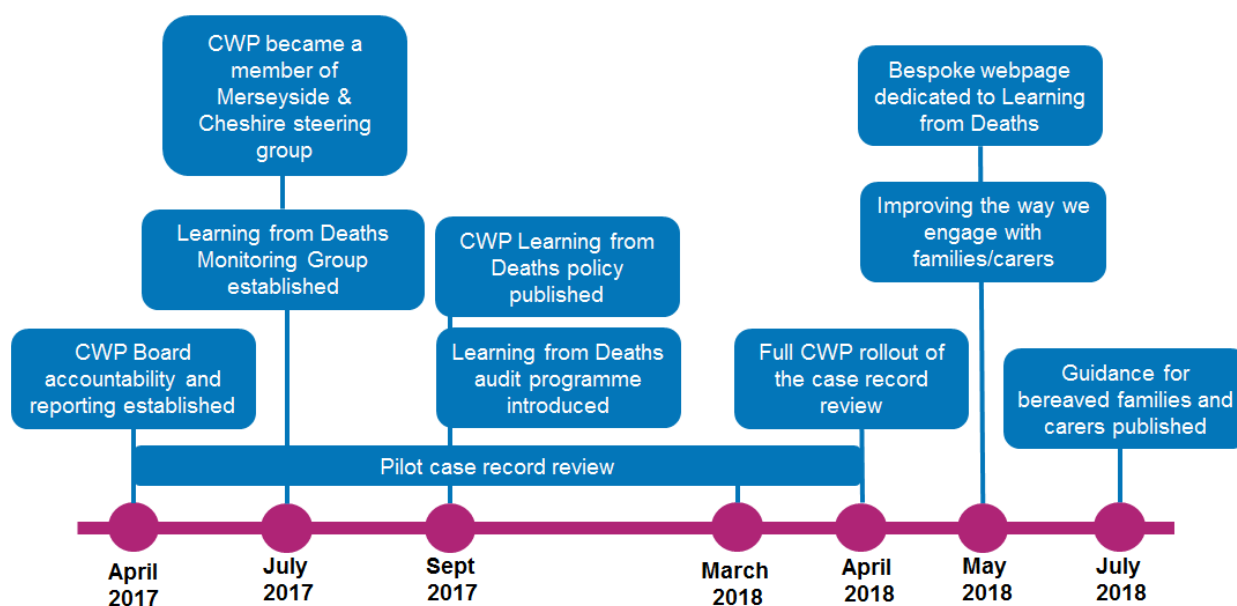 CWP became a
member of
Merseyside &
Cheshire steering
group
Bespoke webpage
dedicated to Learning
from Deaths
Learning from Deaths
Monitoring Group
established
CWP Learning from
Deaths policy
published
Improving the way we
engage with
families/carers
CWP Board
accountability and
reporting established
Learning from Deaths
audit programme
introduced
Full CWP rollout of
the case record
review
Guidance for
bereaved families and
carers published
Pilot case record review
April
2017
July
2017
Sept
2017
March
2018
April
2018
May
2018
July
2018